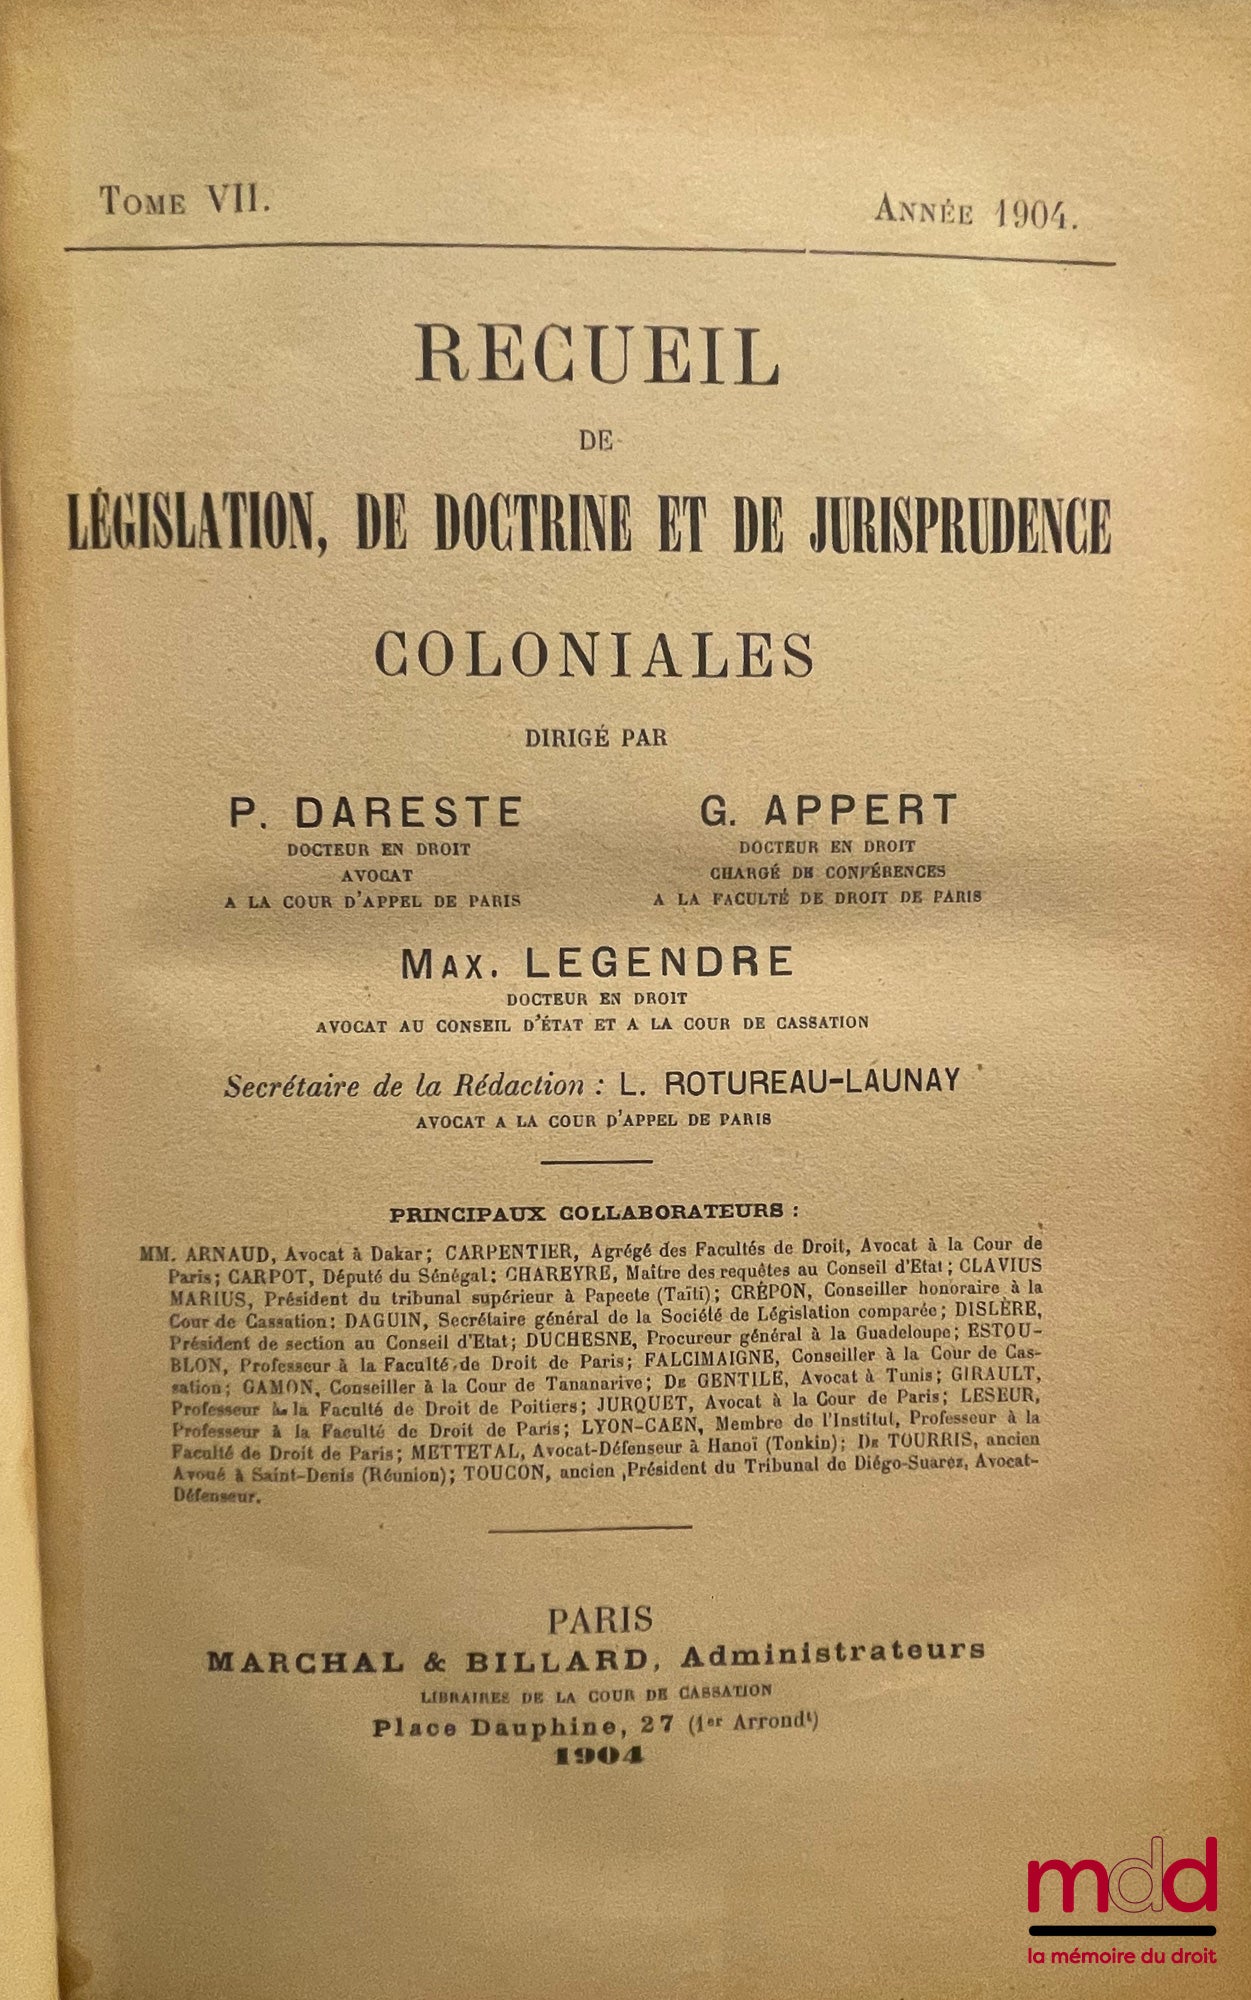 TOME VII.
ANNÉE 1904.
RECUEIL
DE
LÉGISLATION, DE DOCTRINE ET DE JURISPRUDENCE
COLONIALES
DIRIGÉ PAR
P. DARESTE
DOCTEUR EN DROIT
AVOCAT
A LA COUR D'APPEL DE PARIS
G. APPERT
DOCTEUR EN DROIT
CHARGÉ DE CONFÉRENCES
A LA FACULTÉ DE DROIT DE PARIS
MAX. LEGENDRE
DOCTEUR EN DROIT
AVOCAT AU CONSEIL D'ÉTAT ET A LA COUR DE CASSATION
Secrétaire de la Rédaction : L. ROTUREAU-LAUNAY
AVOCAT A LA COUR D'APPEL DE PARIS
PRINCIPAUX COLLABORATEURS :
MM. ARNAUD, Avocat à Dakar; CARPENTIER, Agrégé des Facultés de Droit, Avocat à la Cour de
Paris; CARPOT, Député du Sénégal; CHAREYRE, Maître des requêtes au Conseil d'Etat; CLAVIUS
MARIUS, Président du tribunal supérieur à Papeete (Taïti); CRÉPON, Conseiller honoraire à la
Cour de Cassation; DAGUIN, Secrétaire général de la Société de Législation comparée; DISLÈRE,
Président de section au Conseil d'Etat; DUCHESNE, Procureur général à la Guadeloupe; ESTOU-
BLON, Professeur à la Faculté de Droit de Paris; FALCIMAIGNE, Conseiller à la Cour de Cas-
sation; GAMON, Conseiller à la Cour de Tananarive; DE GENTILE, Avocat à Tunis; GIRAULT,
Professeur à la Faculté de Droit de Poitiers; JURQUET, Avocat à la Cour de Paris; LESEUR,
Professeur à la Faculté de Droit de Paris; LYON-CAEN, Membre de l'Institut, Professeur à la
Faculté de Droit de Paris; METTETAL, Avocat-Défenseur à Hanoï (Tonkin); DE TOURRIS, ancien
Avoué à Saint-Denis (Réunion); TOUCON, ancien Président du Tribunal de Diégo-Suarez, Avocat-
Défenseur.
PARIS
MARCHAL & BILLARD, Administrateurs
LIBRAIRES DE LA COUR DE CASSATION
Place Dauphine, 27 (1er Arrondt)
1904
mdd
la mémoire du droit